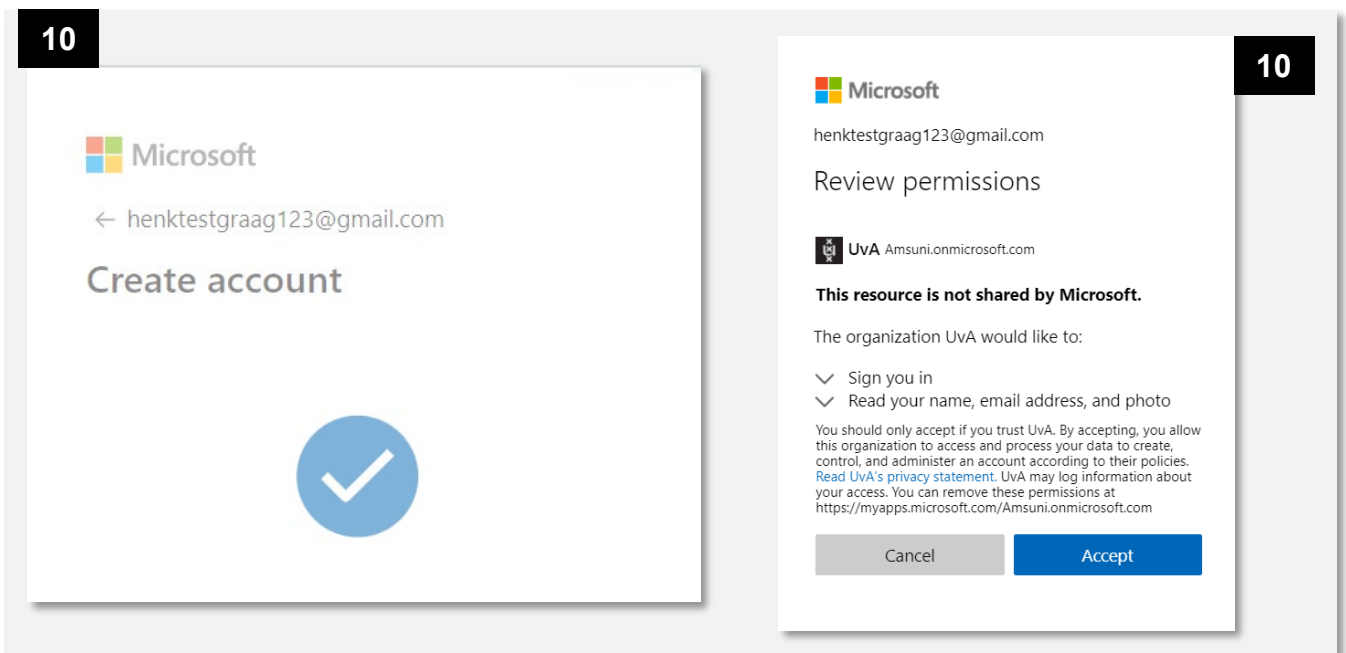 10
Microsoft
← henktestgraag123@gmail.com
Create account
10
Microsoft
henktestgraag123@gmail.com
Review permissions
UvA Amsuni.onmicrosoft.com
This resource is not shared by Microsoft.
The organization UvA would like to:
Sign you in
Read your name, email address, and photo
You should only accept if you trust UvA. By accepting, you allow
this organization to access and process your data to create,
control, and administer an account according to their policies.
Read UvA's privacy statement. UvA may log information about
your access. You can remove these permissions at
https://myapps.microsoft.com/Amsuni.onmicrosoft.com
Cancel Accept